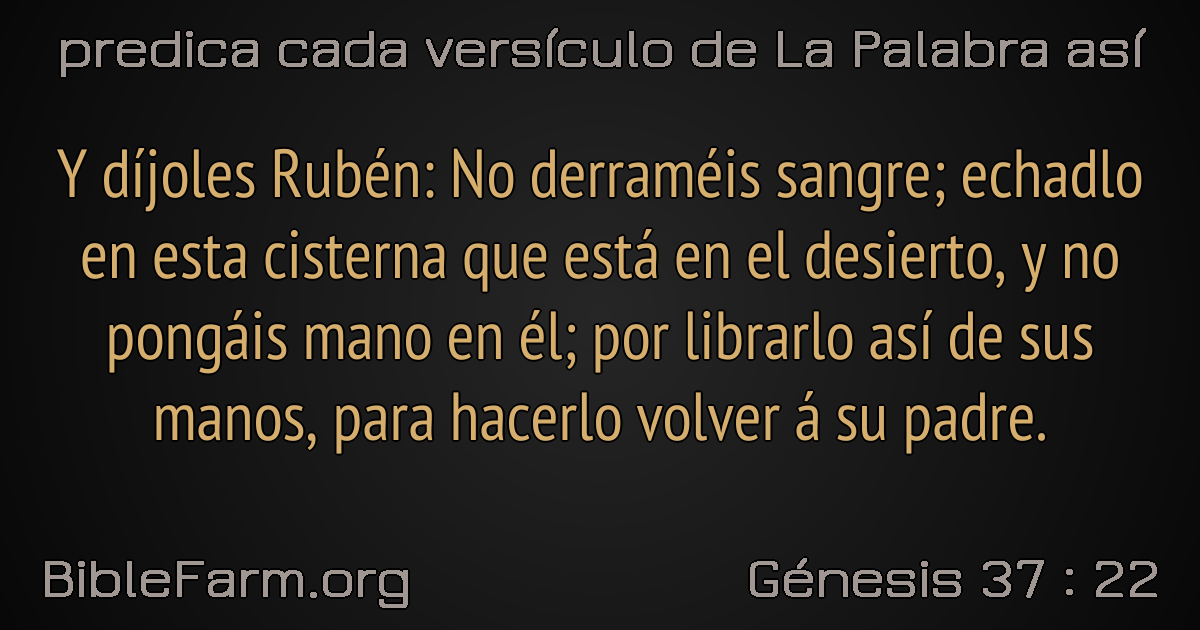 predica cada versículo de La Palabra así
Y díjoles Rubén: No derraméis sangre; echadlo
en esta cisterna que está en el desierto, y no
pongáis mano en él; por librarlo así de sus
manos, para hacerlo volver á su padre.
BibleFarm.org
Génesis 37 : 22